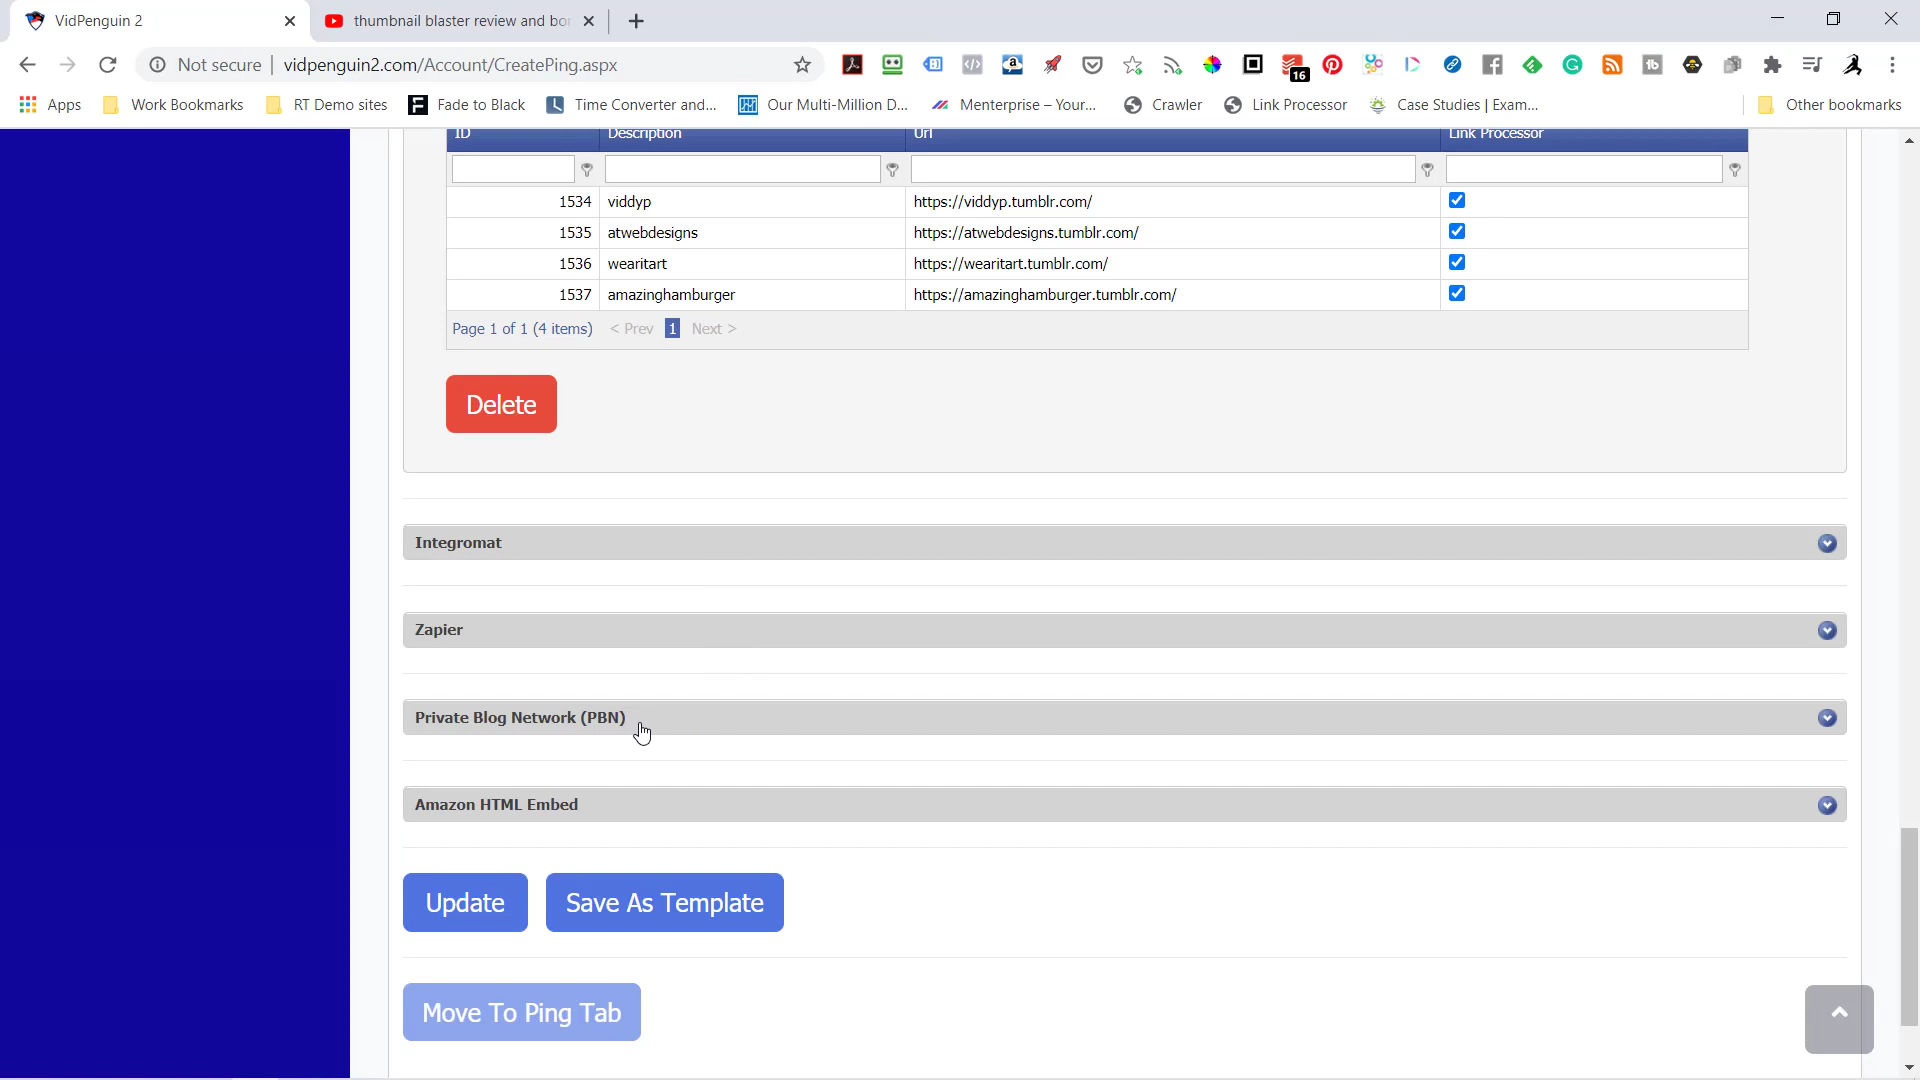 VidPenguin 2
thumbnail blaster review and bo
Not secure
vidpenguin2.com/Account/CreatePing.aspx
16
Apps
Work Bookmarks
RT Demo sites
Fade to Black
Time Converter and...
Our Multi-Million D...
Menterprise – Your...
Crawler
Link Processor
Case Studies | Exam...
Other bookmarks
ID Description Url Link Processor
1534 viddyp https://viddyp.tumblr.com/
1535 atwebdesigns https://atwebdesigns.tumblr.com/
1536 wearitart https://wearitart.tumblr.com/
1537 amazinghamburger https://amazinghamburger.tumblr.com/
Page 1 of 1 (4 items) < Prev 1 Next >
Delete
Integromat
Zapier
Private Blog Network (PBN)
Amazon HTML Embed
Update
Save As Template
Move To Ping Tab